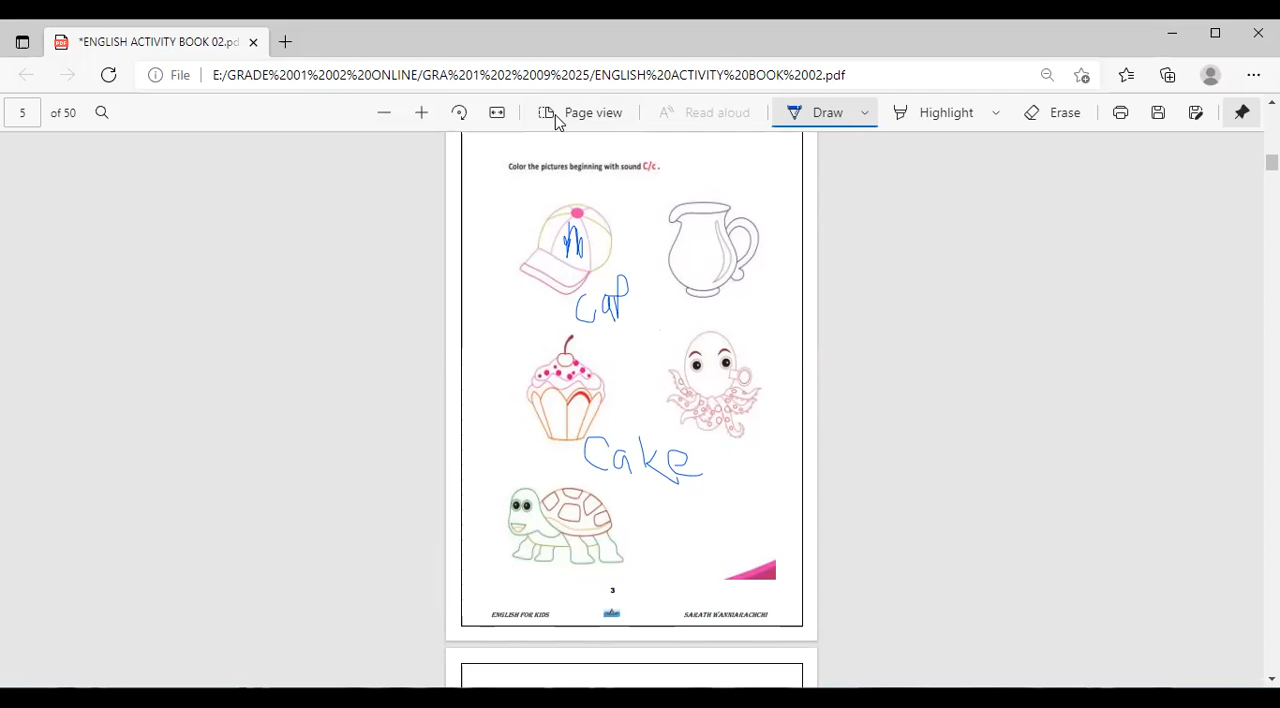 *ENGLISH ACTIVITY BOOK 02.pd
File E:/GRADE%2001%2002%20ONLINE/GRA%201%202%2009%2025/ENGLISH%20ACTIVITY%20BOOK%2002.pdf
5 of 50 Page view Read aloud Draw Highlight Erase
Color the pictures beginning with sound C/c .
cap
Cake
3
ENGLISH FOR KIDS SARATH WANNIARACHCHI